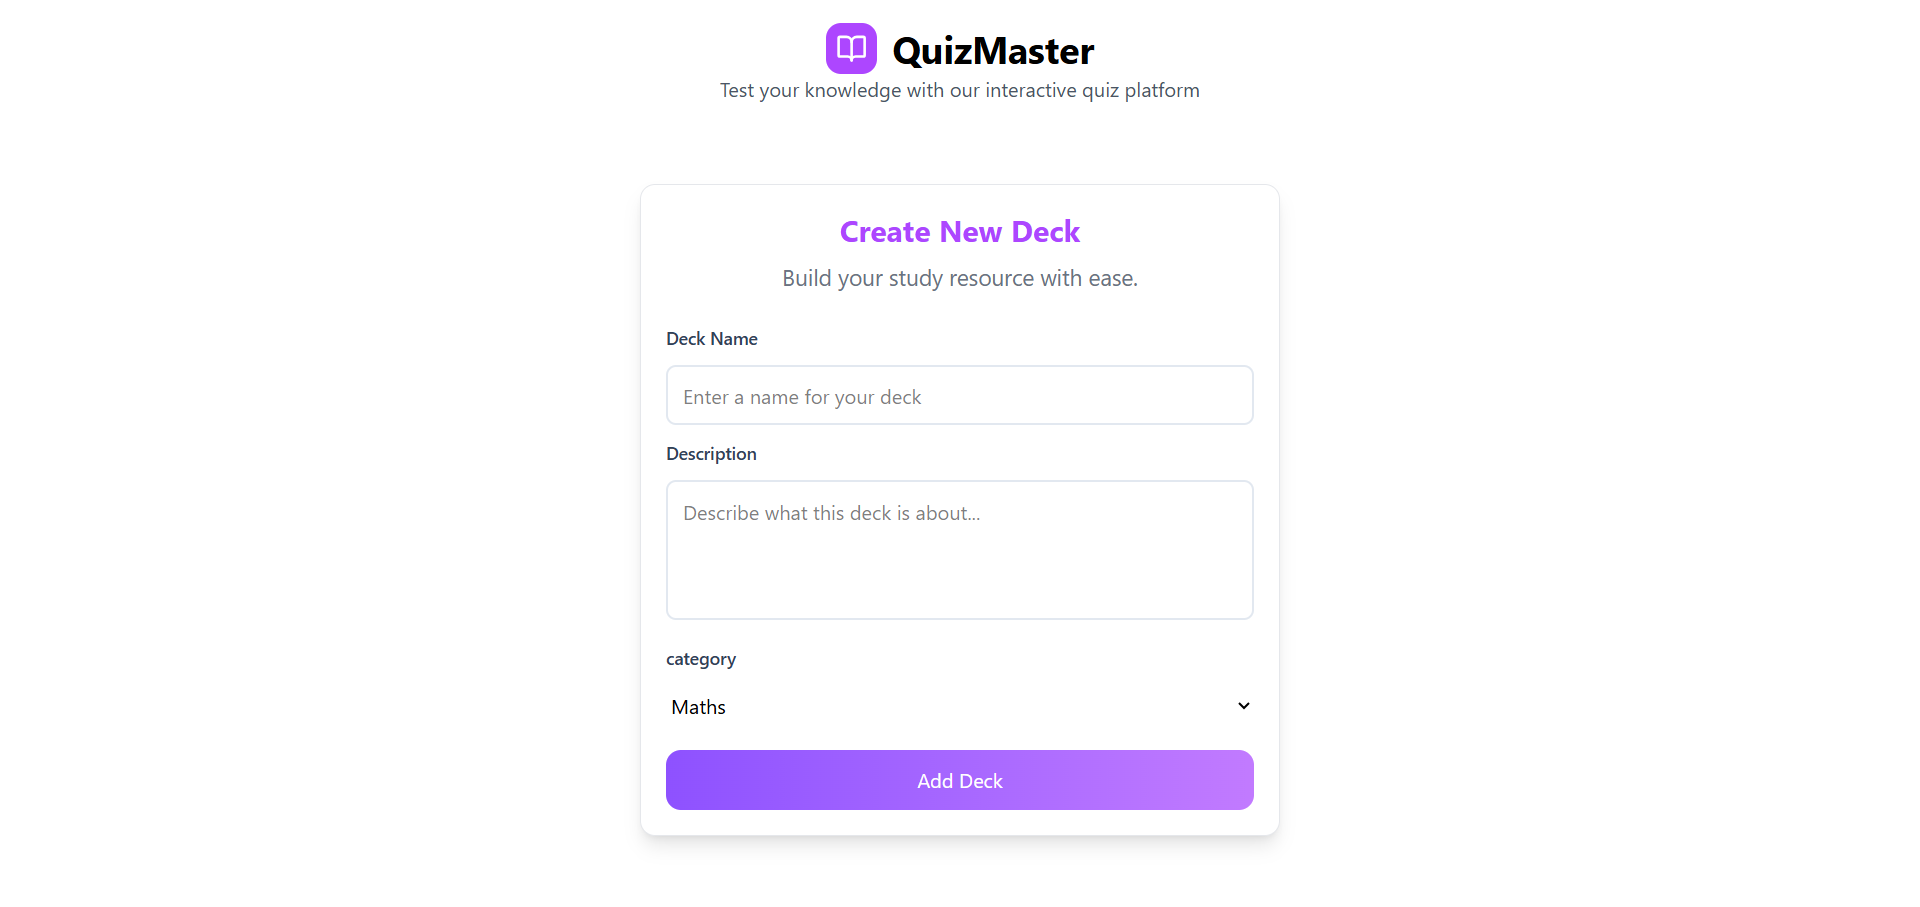 QuizMaster
Test your knowledge with our interactive quiz platform
Create New Deck
Build your study resource with ease.
Deck Name
Enter a name for your deck
Description
Describe what this deck is about...
category
Maths
Add Deck